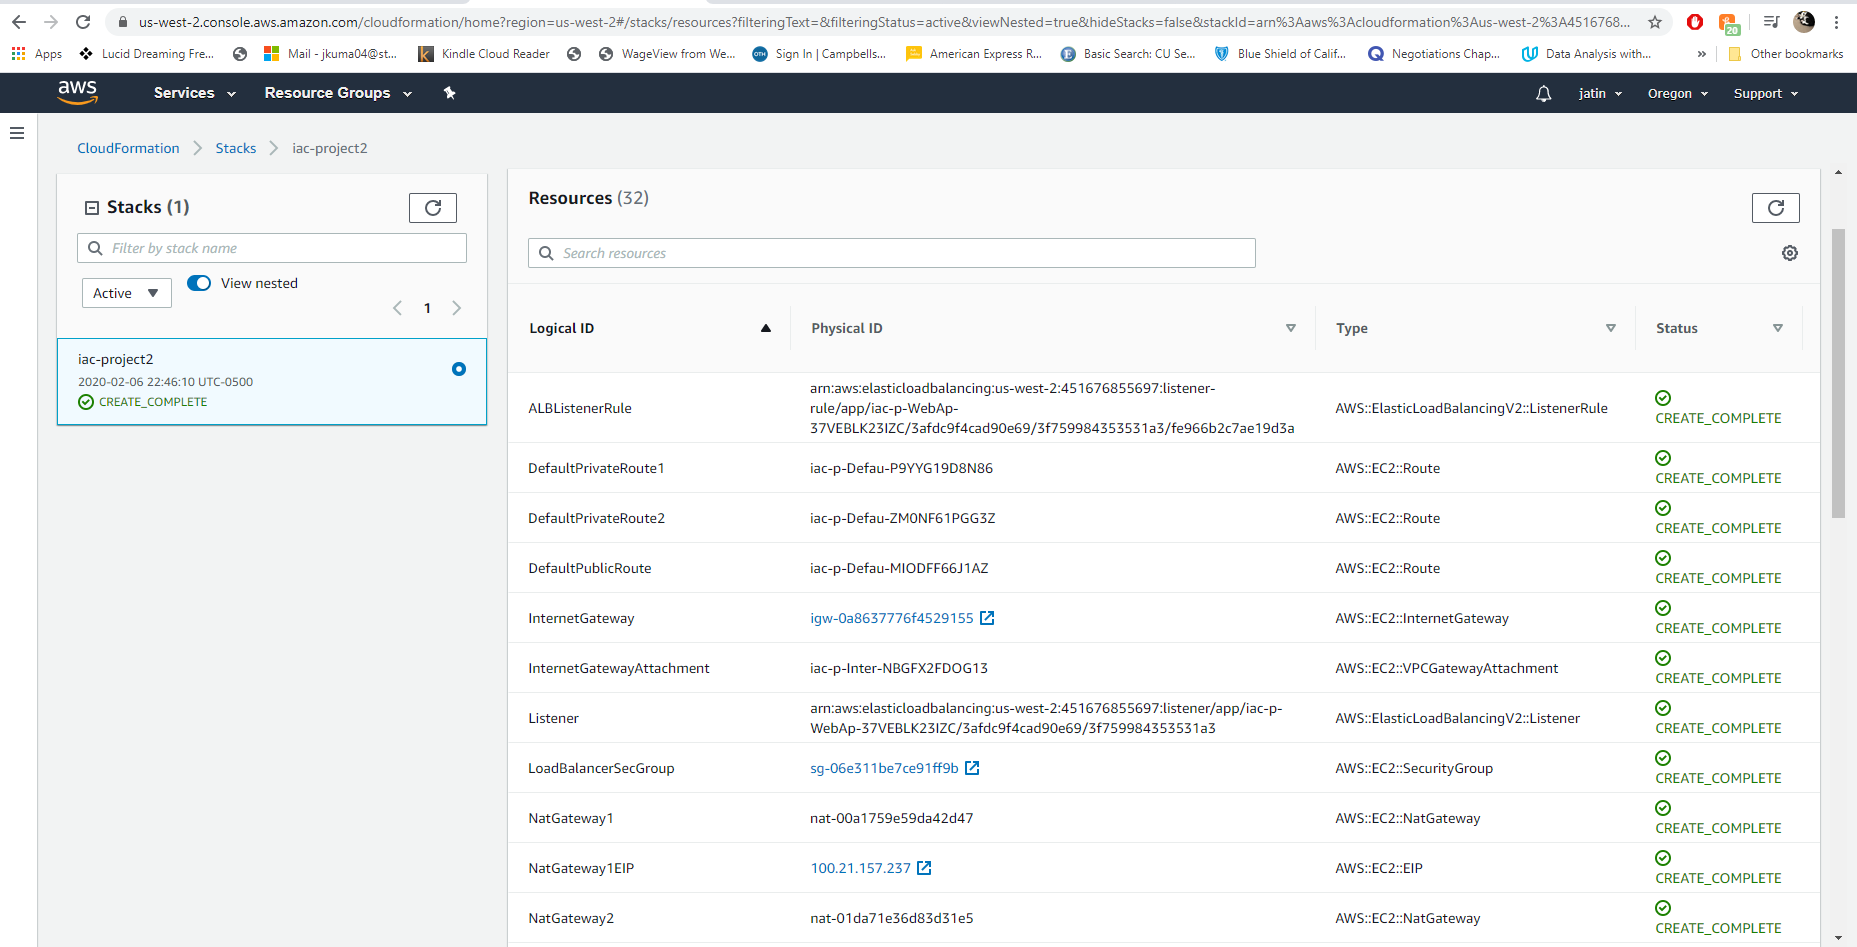 us-west-2.console.aws.amazon.com/cloudformation/home?region=us-west-2#/stacks/resources?filteringText=&filteringStatus=active&viewNested=true&hideStacks=false&stackId=arn%3Aaws%3Acloudformation%3Aus-west-2%3A4516768...
20
Apps
Lucid Dreaming Fre...
Mail - jkuma04@st...
Kindle Cloud Reader
WageView from We...
OTH
Sign In | Campbells...
American Express R...
Basic Search: CU Se...
Blue Shield of Calif...
Negotiations Chap...
Data Analysis with...
»
Other bookmarks
aws
Services
Resource Groups
jatin
Oregon
Support
CloudFormation
Stacks
iac-project2
Stacks (1)
Filter by stack name
Active
View nested
1
iac-project2
2020-02-06 22:46:10 UTC-0500
CREATE_COMPLETE
Resources (32)
Search resources
Logical ID
Physical ID
Type
Status
ALBListenerRule
arn:aws:elasticloadbalancing:us-west-2:451676855697:listener-
rule/app/iac-p-WebAp-
37VEBLK23IZC/3afdc9f4cad90e69/3f759984353531a3/fe966b2c7ae19d3a
AWS::ElasticLoadBalancingV2::ListenerRule
CREATE_COMPLETE
DefaultPrivateRoute1
iac-p-Defau-P9YYG19D8N86
AWS::EC2::Route
CREATE_COMPLETE
DefaultPrivateRoute2
iac-p-Defau-ZM0NF61PGG3Z
AWS::EC2::Route
CREATE_COMPLETE
DefaultPublicRoute
iac-p-Defau-MIODFF66J1AZ
AWS::EC2::Route
CREATE_COMPLETE
InternetGateway
igw-0a8637776f4529155
AWS::EC2::InternetGateway
CREATE_COMPLETE
InternetGatewayAttachment
iac-p-Inter-NBGFX2FDOG13
AWS::EC2::VPCGatewayAttachment
CREATE_COMPLETE
Listener
arn:aws:elasticloadbalancing:us-west-2:451676855697:listener/app/iac-p-
WebAp-37VEBLK23IZC/3afdc9f4cad90e69/3f759984353531a3
AWS::ElasticLoadBalancingV2::Listener
CREATE_COMPLETE
LoadBalancerSecGroup
sg-06e311be7ce91ff9b
AWS::EC2::SecurityGroup
CREATE_COMPLETE
NatGateway1
nat-00a1759e59da42d47
AWS::EC2::NatGateway
CREATE_COMPLETE
NatGateway1EIP
100.21.157.237
AWS::EC2::EIP
CREATE_COMPLETE
NatGateway2
nat-01da71e36d83d31e5
AWS::EC2::NatGateway
CREATE_COMPLETE